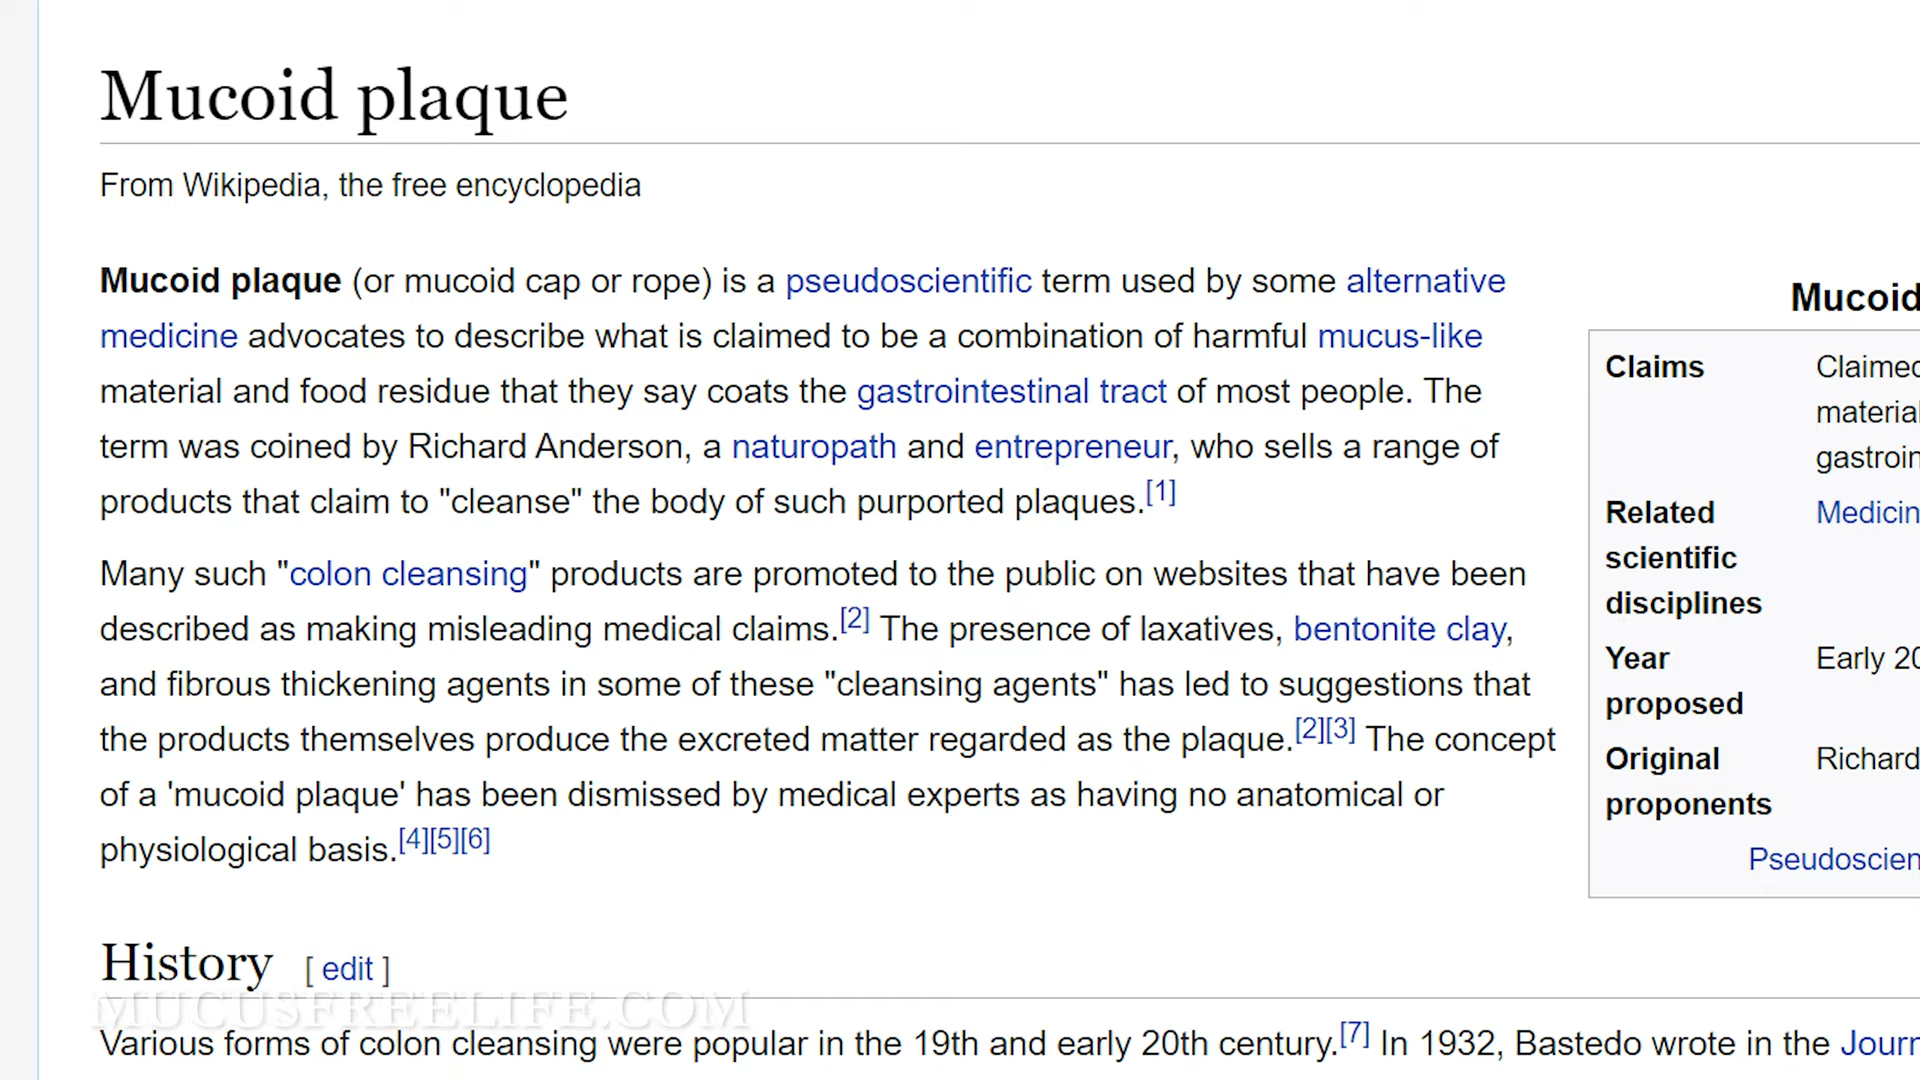 Mucoid plaque
From Wikipedia, the free encyclopedia
Mucoid plaque (or mucoid cap or rope) is a pseudoscientific term used by some alternative
medicine advocates to describe what is claimed to be a combination of harmful mucus-like
material and food residue that they say coats the gastrointestinal tract of most people. The
term was coined by Richard Anderson, a naturopath and entrepreneur, who sells a range of
products that claim to "cleanse" the body of such purported plaques.[1]
Many such "colon cleansing" products are promoted to the public on websites that have been
described as making misleading medical claims.[2] The presence of laxatives, bentonite clay,
and fibrous thickening agents in some of these "cleansing agents" has led to suggestions that
the products themselves produce the excreted matter regarded as the plaque.[2][3] The concept
of a 'mucoid plaque' has been dismissed by medical experts as having no anatomical or
physiological basis.[4][5][6]
Mucoid
Claims Claimed
material
gastroin
Related Medicin
scientific
disciplines
Year Early 20
proposed
Original Richard
proponents
Pseudoscien
History [ edit ]
MUCUSFREELIFE.COM
Various forms of colon cleansing were popular in the 19th and early 20th century.[7] In 1932, Bastedo wrote in the Journ